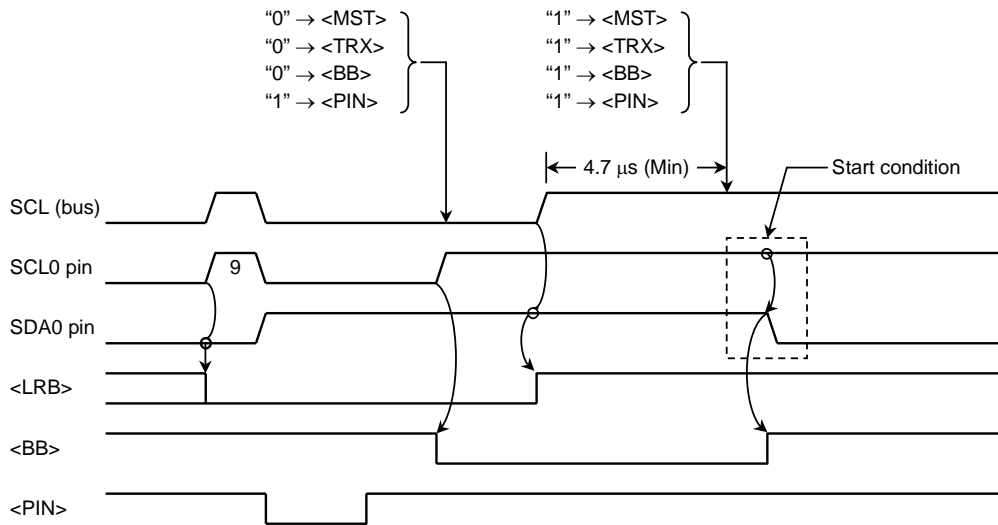 “0” → <MST>
“0” → <TRX>
“0” → <BB>
“1” → <PIN>
“1” → <MST>
“1” → <TRX>
“1” → <BB>
“1” → <PIN>
4.7 μs (Min)
Start condition
SCL (bus)
SCL0 pin
9
SDA0 pin
<LRB>
<BB>
<PIN>